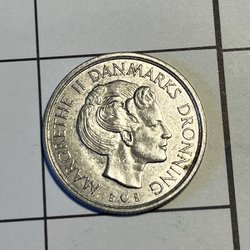 MARGRETHE II DANMARKS DRONNING